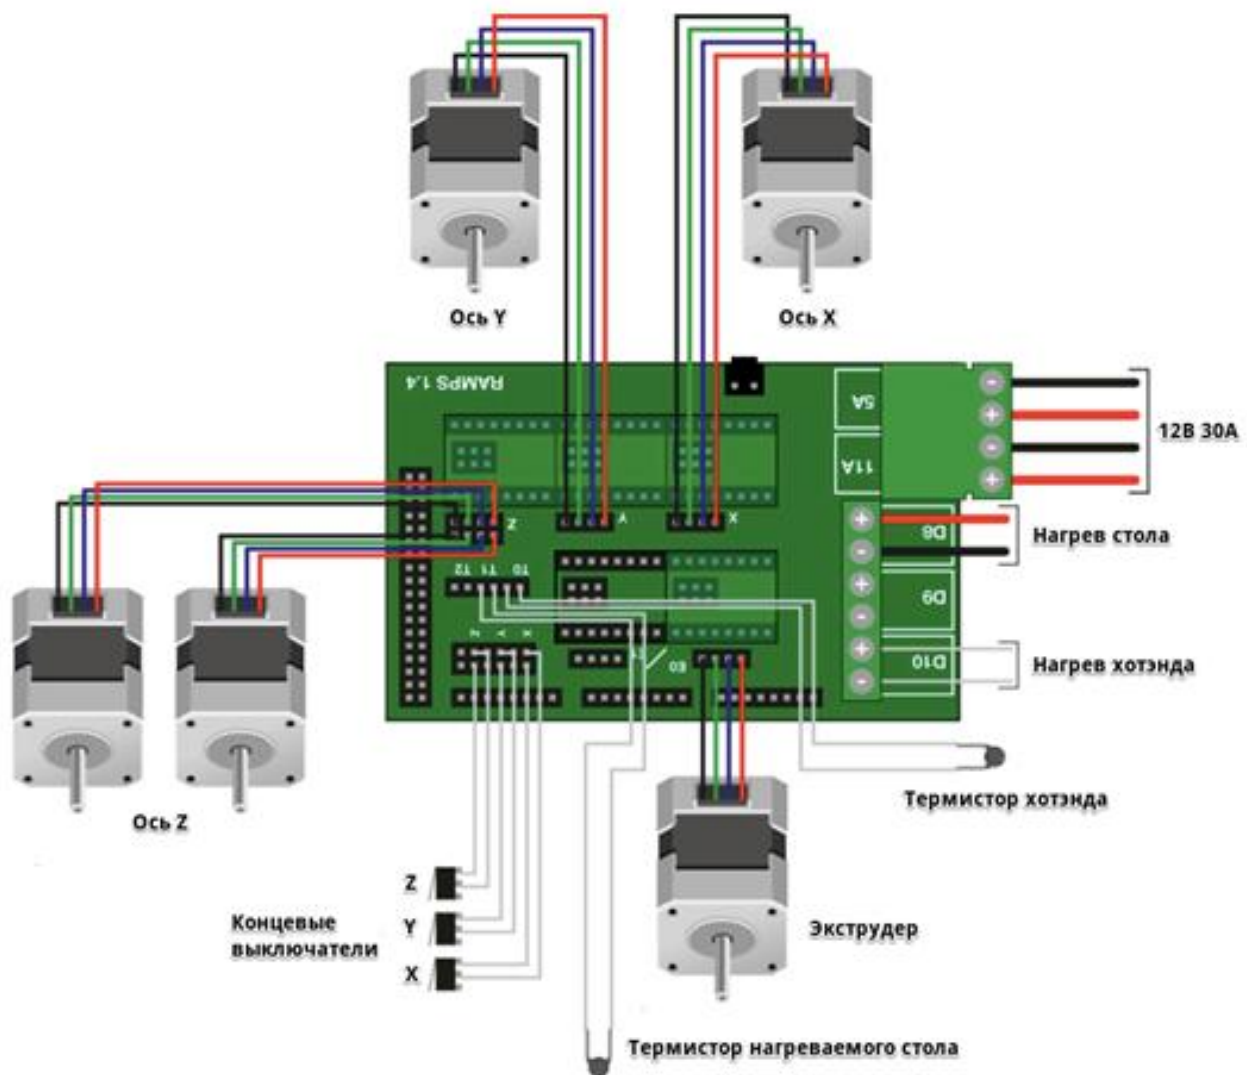 Ось Y
Ось X
RAMPS 1.4
5A
11A
12В 30А
Z
Y
X
D8
Нагрев стола
T2
T1
T0
D9
Z
Y
X
E0
D10
Нагрев хотэнда
Ось Z
Термистор хотэнда
Z
Концевые
выключатели
Y
X
Экструдер
Термистор нагреваемого стола